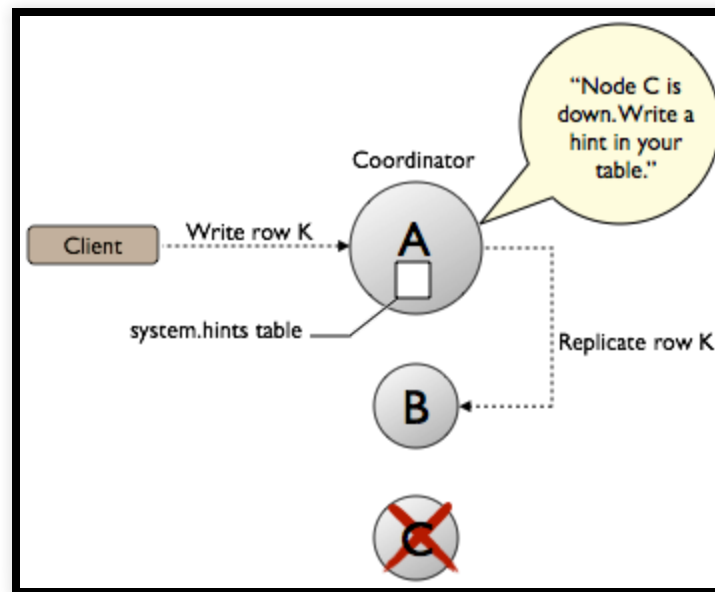 “Node C is
down. Write a
hint in your
table.”
Coordinator
Client
Write row K
A
system.hints table
Replicate row K
B
C